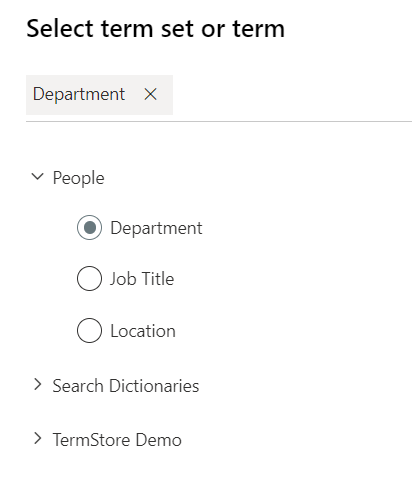 Select term set or term
Department
People
Department
Job Title
Location
Search Dictionaries
TermStore Demo